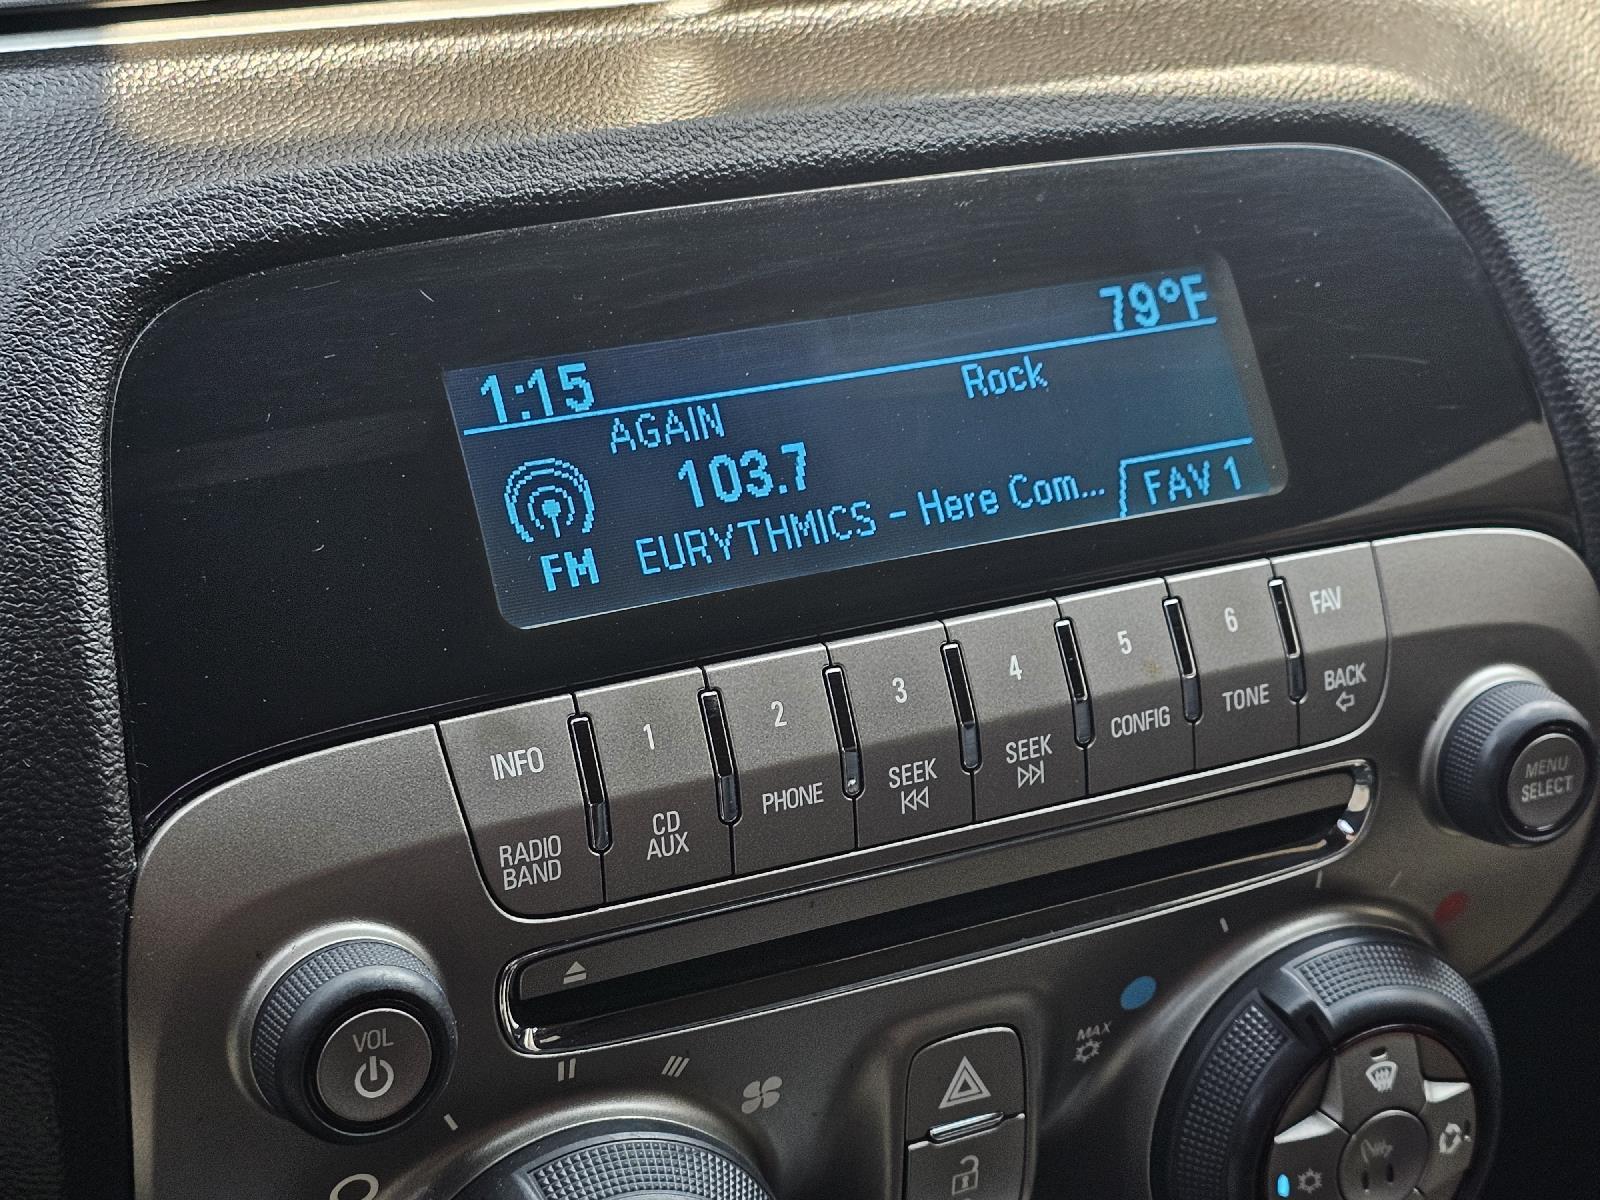 1:15
79°F
Rock
AGAIN
103.7
FM
EURYTHMICS - Here Com...
FAV 1
INFO
1
2
3
4
5
6
FAV
RADIO
BAND
CD
AUX
PHONE
SEEK
SEEK
CONFIG
TONE
BACK
MENU
SELECT
VOL
MAX